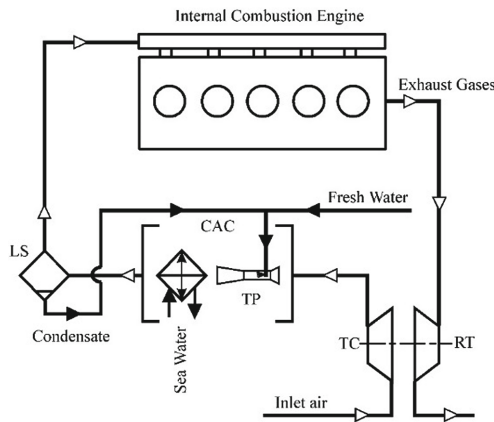 Internal Combustion Engine
Exhaust Gases
Fresh Water
CAC
LS
TP
Condensate
Sea Water
TC
RT
Inlet air